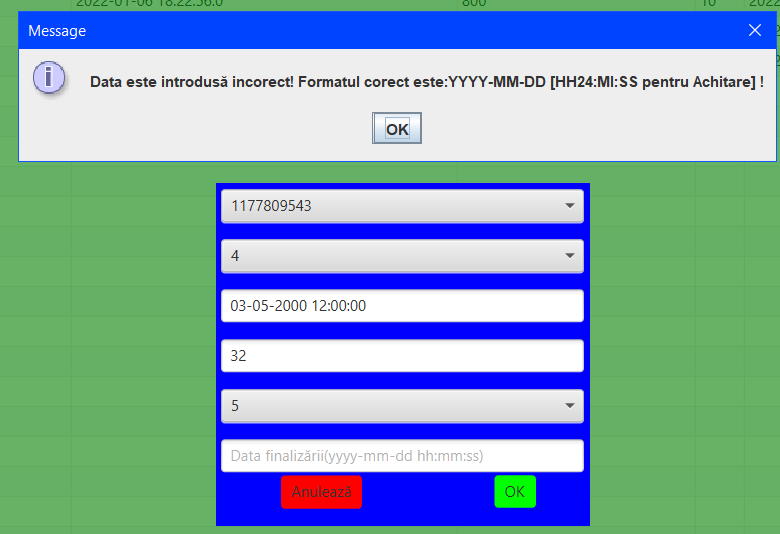 2022-01-06 18:22:56.0 800 10 2022
Message
Data este introdusă incorect! Formatul corect este:YYYY-MM-DD [HH24:MI:SS pentru Achitare] !
OK
1177809543
4
03-05-2000 12:00:00
32
5
Data finalizării(yyyy-mm-dd hh:mm:ss)
Anulează OK